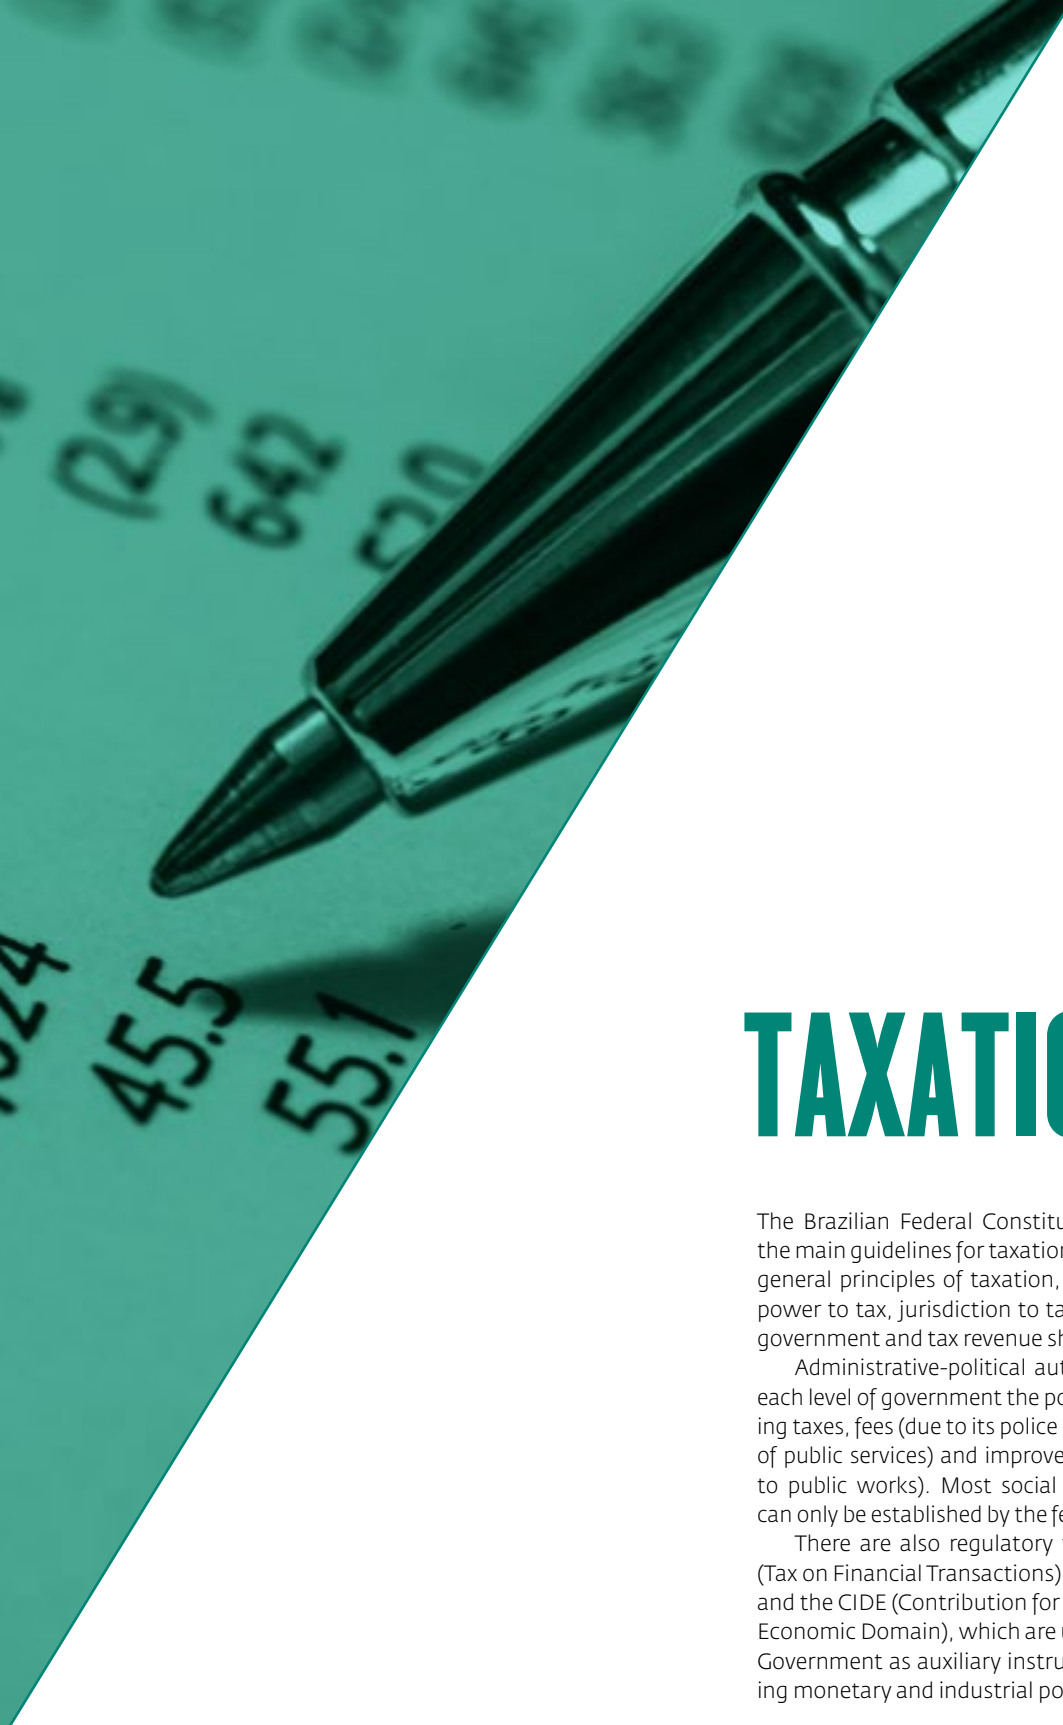 (2.9)
642
45.5
55.1
TAXATIO
The Brazilian Federal Constitu
the main guidelines for taxation
general principles of taxation,
power to tax, jurisdiction to ta
government and tax revenue sh
Administrative-political aut
each level of government the po
ing taxes, fees (due to its police
of public services) and improve
to public works). Most social
can only be established by the fe
There are also regulatory
(Tax on Financial Transactions)
and the CIDE (Contribution for
Economic Domain), which are
Government as auxiliary instru
ing monetary and industrial po